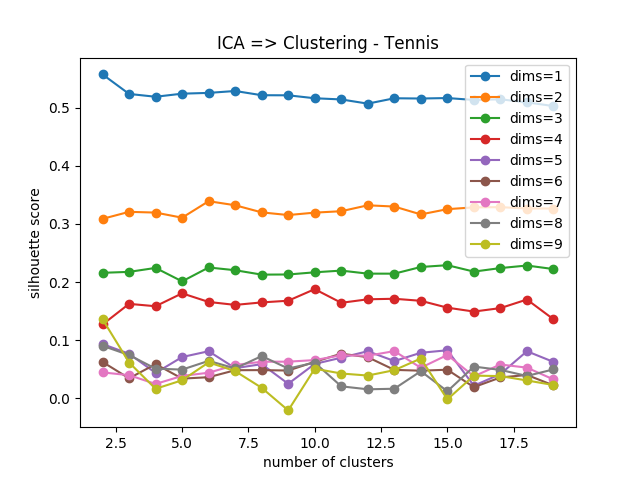 ICA => Clustering - Tennis
silhouette score
0.5
0.4
0.3
0.2
0.1
0.0
dims=1
dims=2
dims=3
dims=4
dims=5
dims=6
dims=7
dims=8
dims=9
2.5 5.0 7.5 10.0 12.5 15.0 17.5
number of clusters